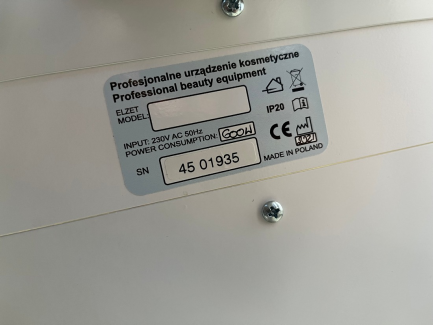 Profesjonalne urządzenie kosmetyczne
Professional beauty equipment
ELZET
MODEL:
IP20
INPUT: 230V AC 50Hz
POWER CONSUMPTION: 600W
CE
2021
SN 45 01935
MADE IN POLAND